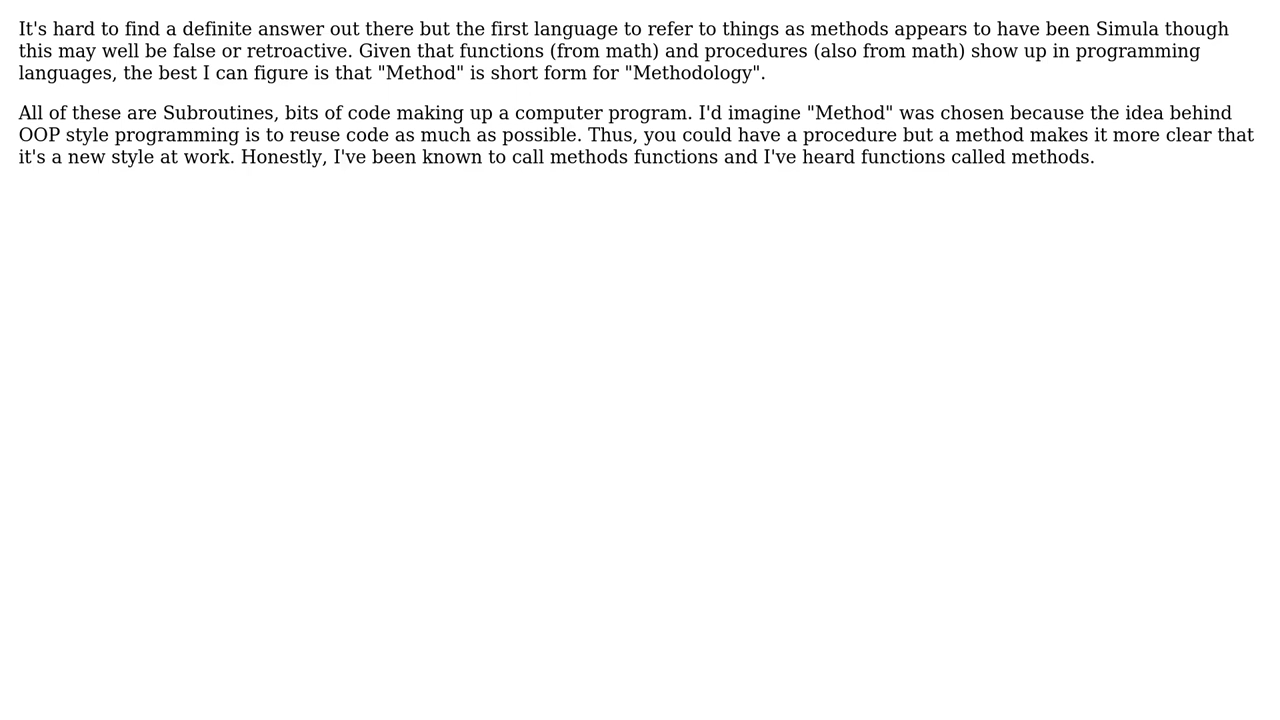 It's hard to find a definite answer out there but the first language to refer to things as methods appears to have been Simula though
this may well be false or retroactive. Given that functions (from math) and procedures (also from math) show up in programming
languages, the best I can figure is that "Method" is short form for "Methodology".
All of these are Subroutines, bits of code making up a computer program. I'd imagine "Method" was chosen because the idea behind
OOP style programming is to reuse code as much as possible. Thus, you could have a procedure but a method makes it more clear that
it's a new style at work. Honestly, I've been known to call methods functions and I've heard functions called methods.